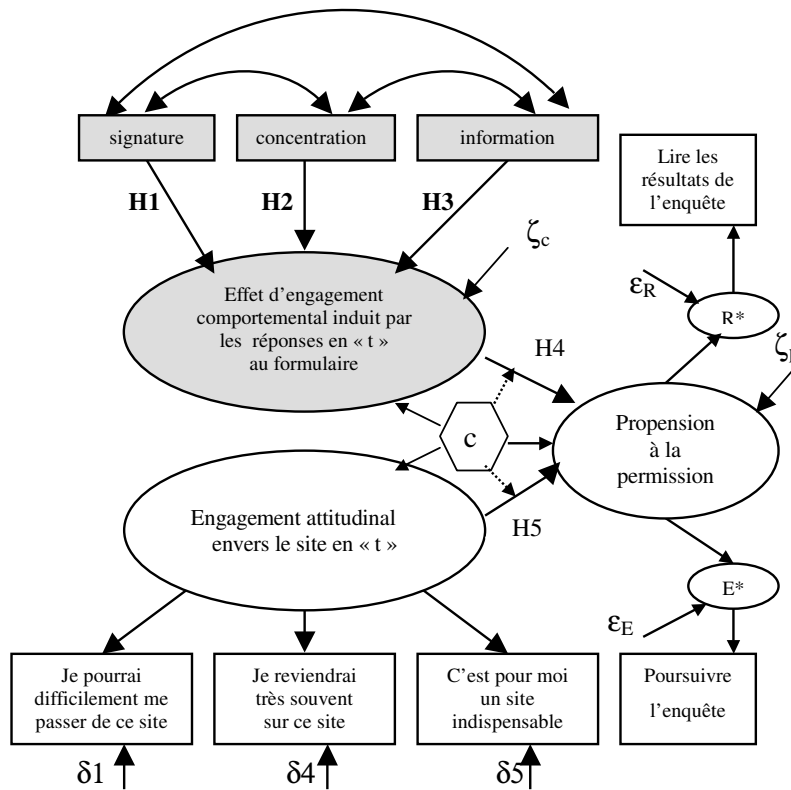 signature
concentration
information
H1
H2
H3
Lire les
résultats de
l'enquête
ζc
εR
R*
Effet d'engagement
comportemental induit par
les réponses en « t »
au formulaire
H4
c
Propension
à la
permission
Engagement attitudinal
envers le site en « t »
H5
E*
εE
Je pourrai
difficilement me
passer de ce site
Je reviendrai
très souvent
sur ce site
C'est pour moi
un site
indispensable
Poursuivre
l'enquête
δ1
δ4
δ5